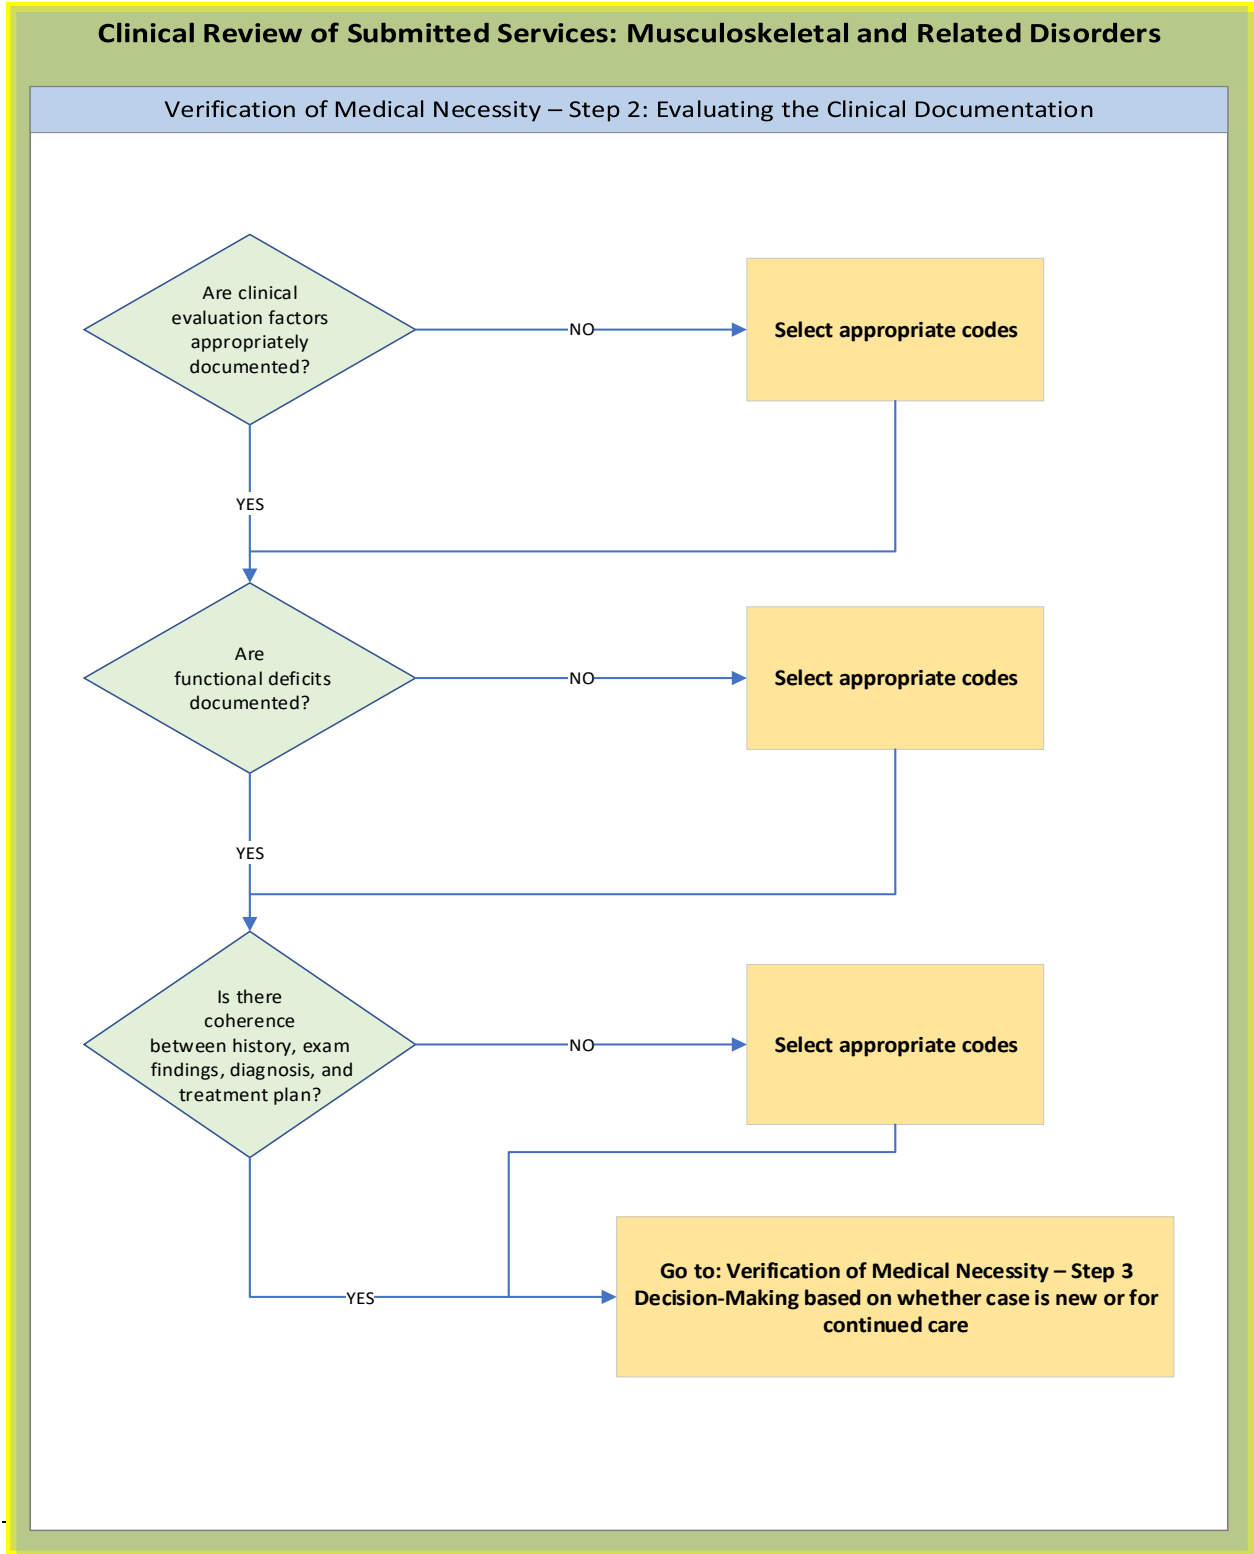 Clinical Review of Submitted Services: Musculoskeletal and Related Disorders
Verification of Medical Necessity – Step 2: Evaluating the Clinical Documentation
Are clinical
evaluation factors
appropriately
documented?
NO
Select appropriate codes
YES
Are
functional deficits
documented?
NO
Select appropriate codes
YES
Is there
coherence
between history, exam
findings, diagnosis, and
treatment plan?
NO
Select appropriate codes
YES
Go to: Verification of Medical Necessity – Step 3
Decision-Making based on whether case is new or for
continued care